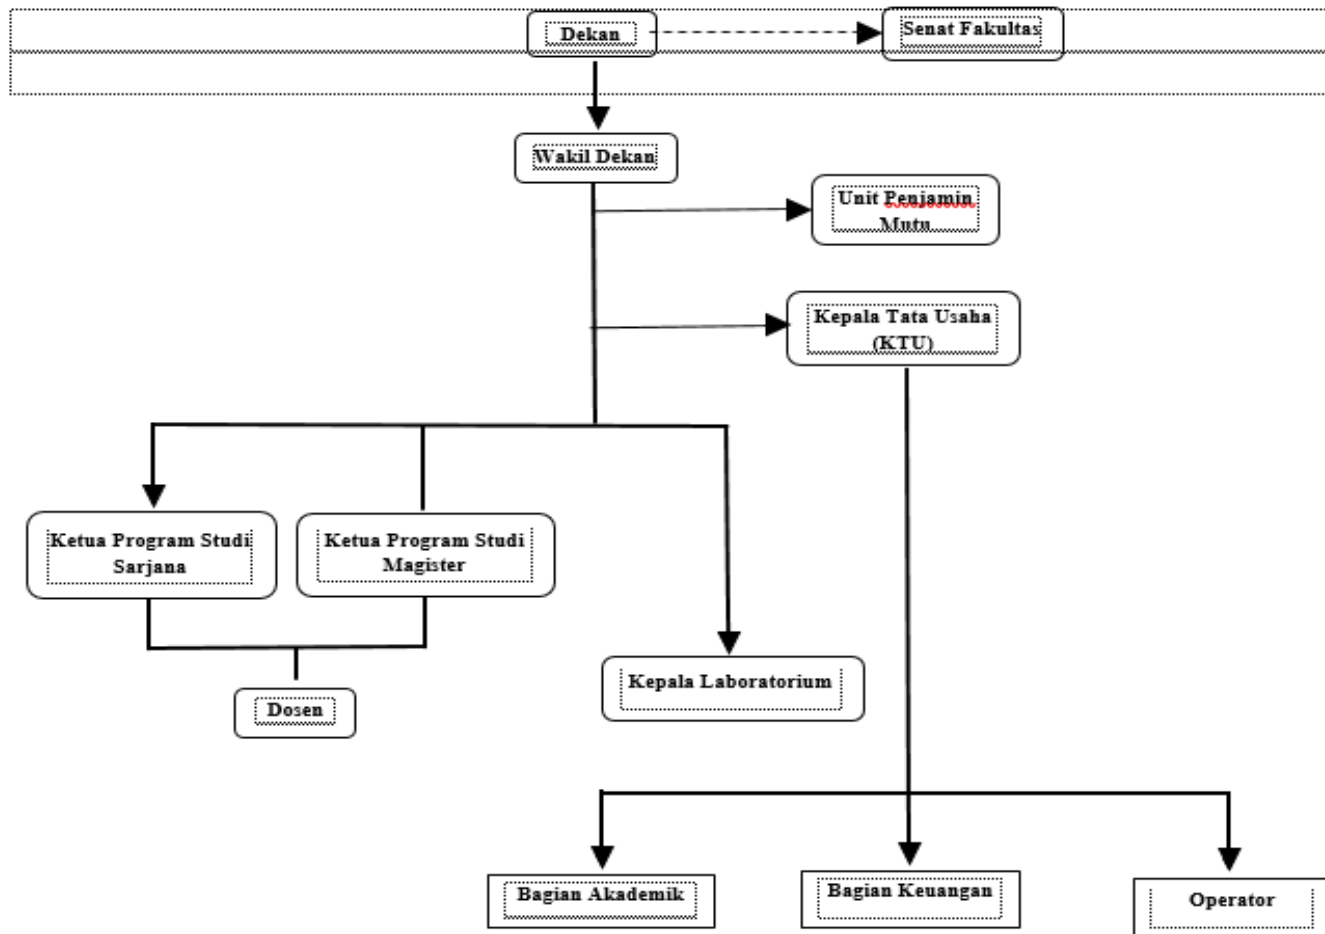 Dekan
Senat Fakultas
Wakil Dekan
Unit Penjamin
Mutu
Kepala Tata Usaha
(KTU)
Ketua Program Studi
Sarjana
Ketua Program Studi
Magister
Kepala Laboratorium
Dosen
Bagian Akademik
Bagian Keuangan
Operator